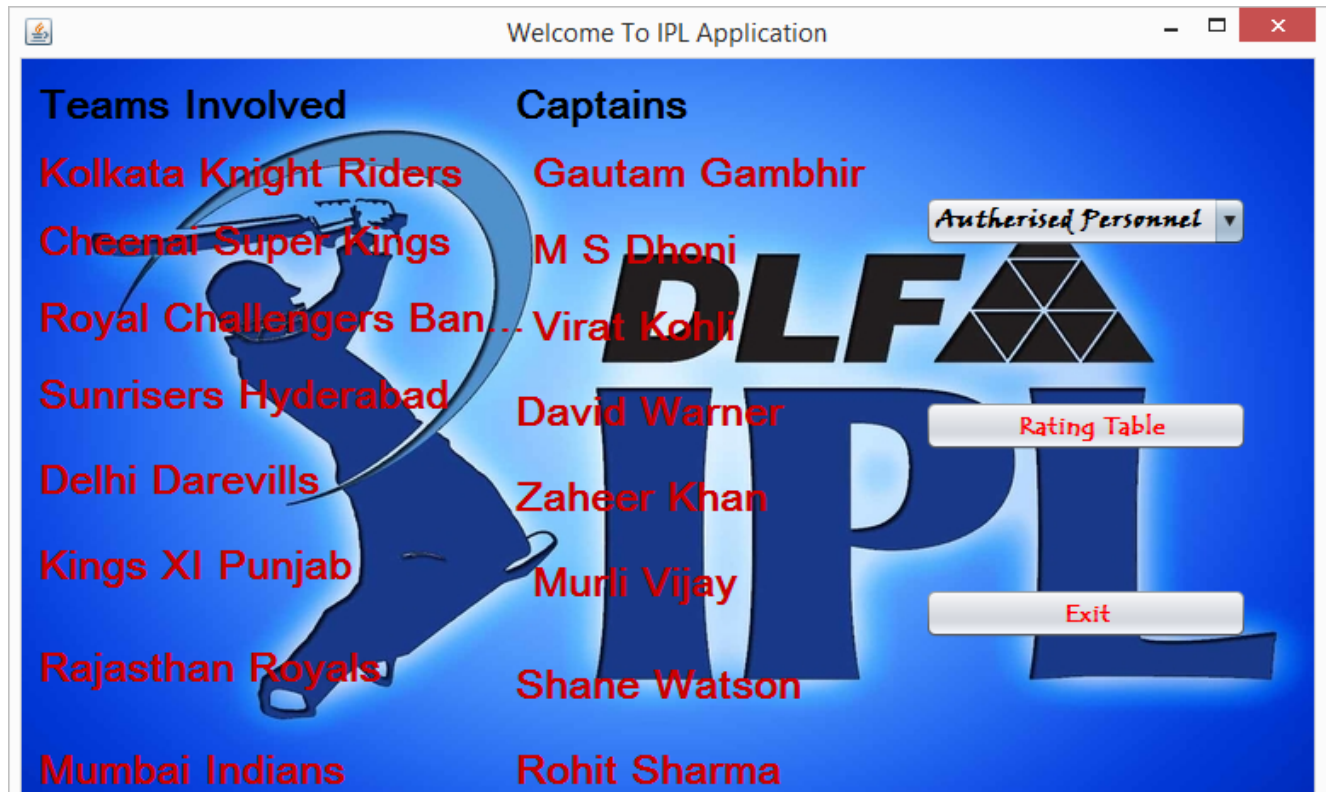 Welcome To IPL Application
Teams Involved Captains
Kolkata Knight Riders Gautam Gambhir
Autherised Personnel
Cheenai Super Kings M S Dhoni
DLF
Royal Challengers Ban... Virat Kohli
Sunrisers Hyderabad David Warner
Rating Table
IPL
Delhi Darevills Zaheer Khan
Kings XI Punjab Murli Vijay
Exit
Rajasthan Royals Shane Watson
Mumbai Indians Rohit Sharma